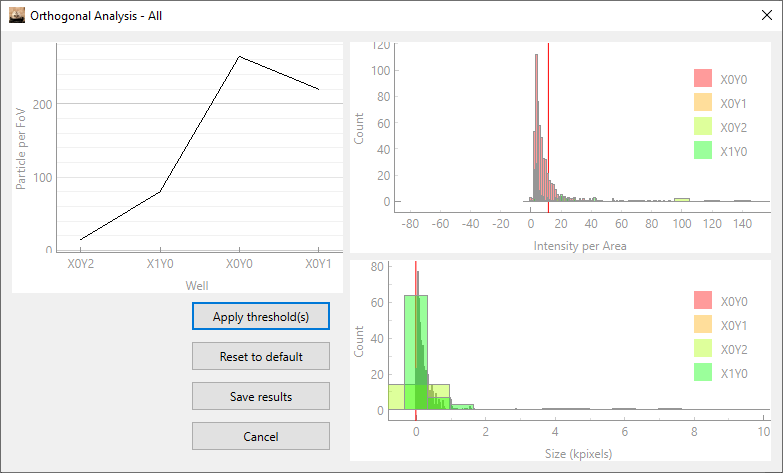 Orthogonal Analysis - All
Particle per FoV
200
100
0
X0Y2 X1Y0 X0Y0 X0Y1
Well
Count
120
100
80
60
40
20
0
-80 -60 -40 -20 0 20 40 60 80 100 120 140
Intensity per Area
X0Y0
X0Y1
X0Y2
X1Y0
Count
80
60
40
20
0
0 2 4 6 8 10
Size (kpixels)
X0Y0
X0Y1
X0Y2
X1Y0
Apply threshold(s)
Reset to default
Save results
Cancel